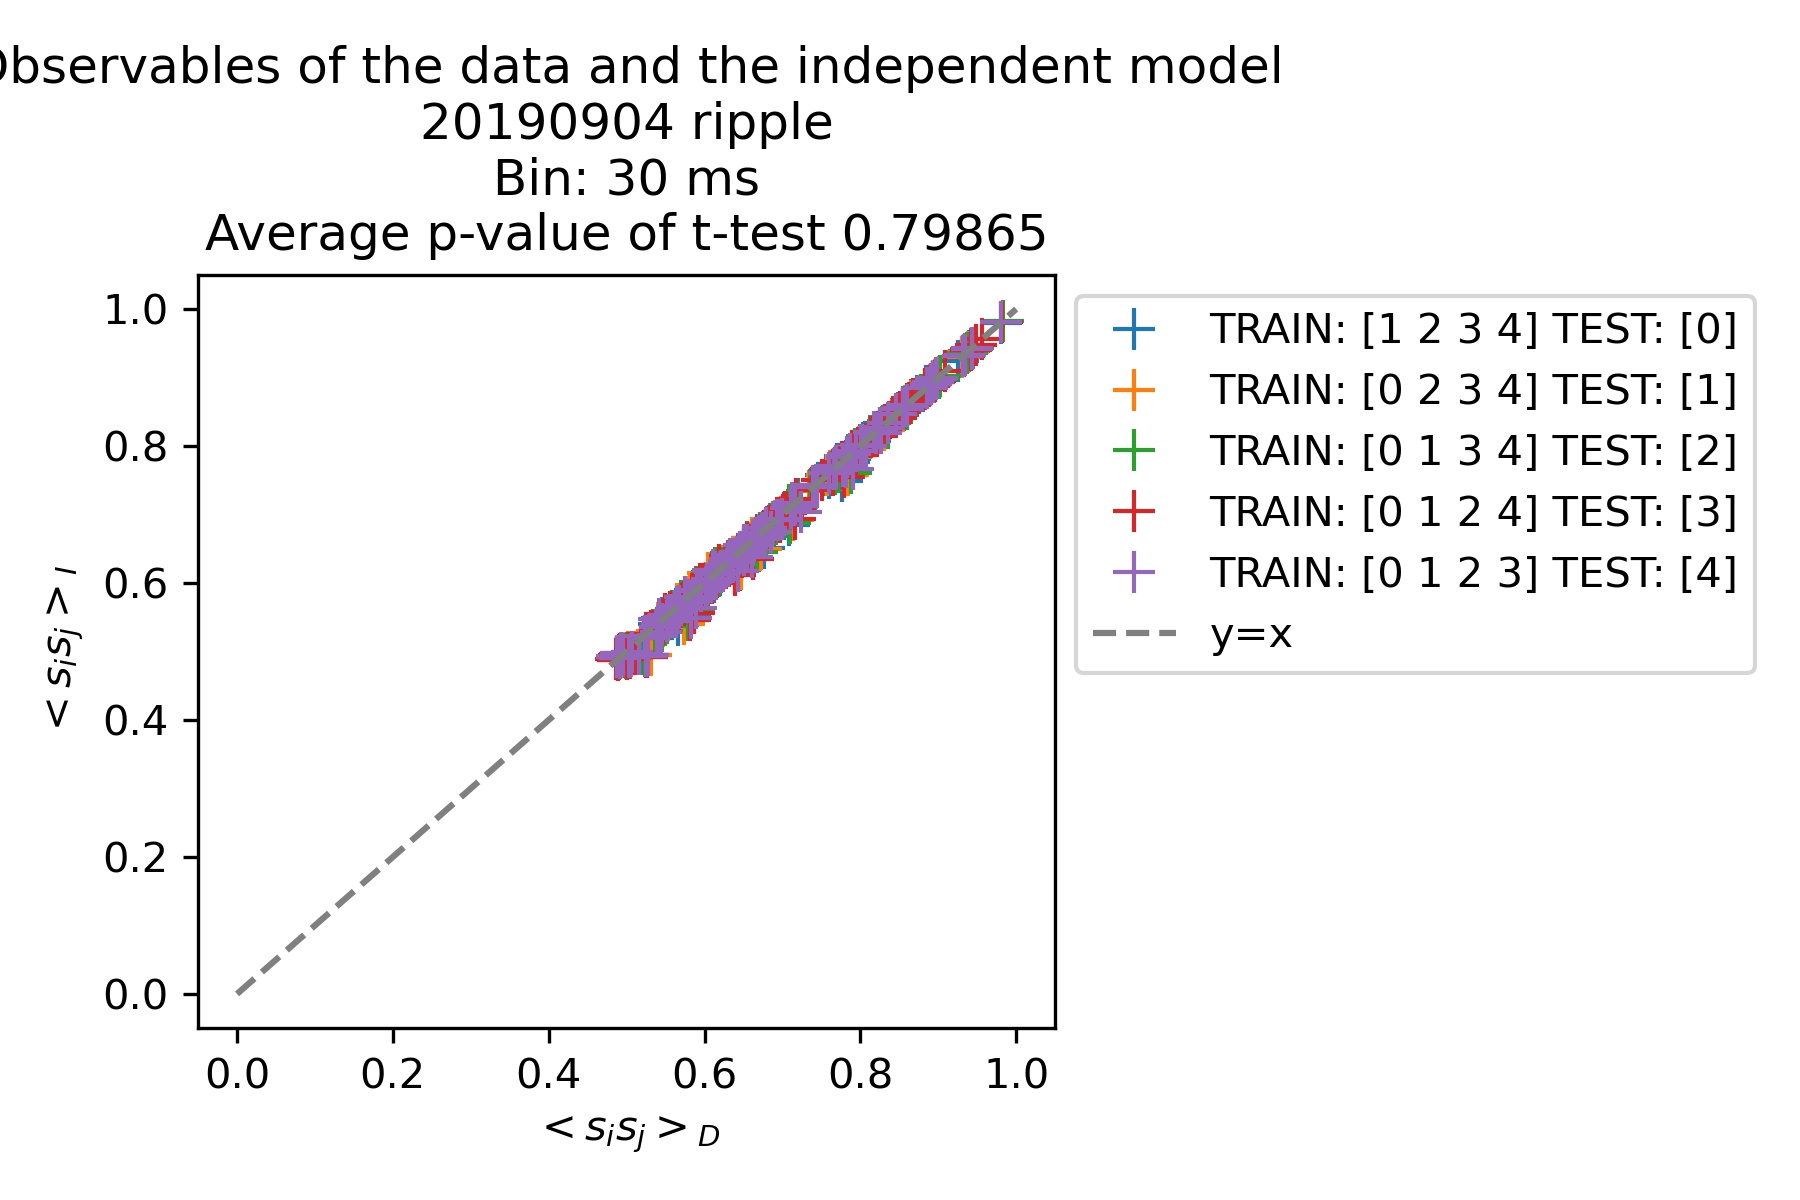 Observables of the data and the independent model
20190904 ripple
Bin: 30 ms
Average p-value of t-test 0.79865
1.0
0.8
0.6
0.4
0.2
0.0
< s_i s_j >_I
0.0 0.2 0.4 0.6 0.8 1.0
< s_i s_j >_D
TRAIN: [1 2 3 4] TEST: [0]
TRAIN: [0 2 3 4] TEST: [1]
TRAIN: [0 1 3 4] TEST: [2]
TRAIN: [0 1 2 4] TEST: [3]
TRAIN: [0 1 2 3] TEST: [4]
y=x